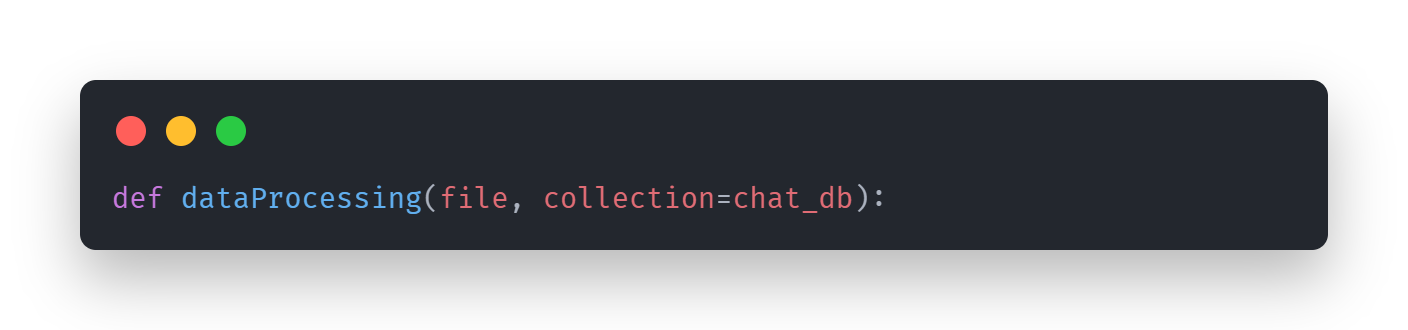 def dataProcessing(file, collection=chat_db):